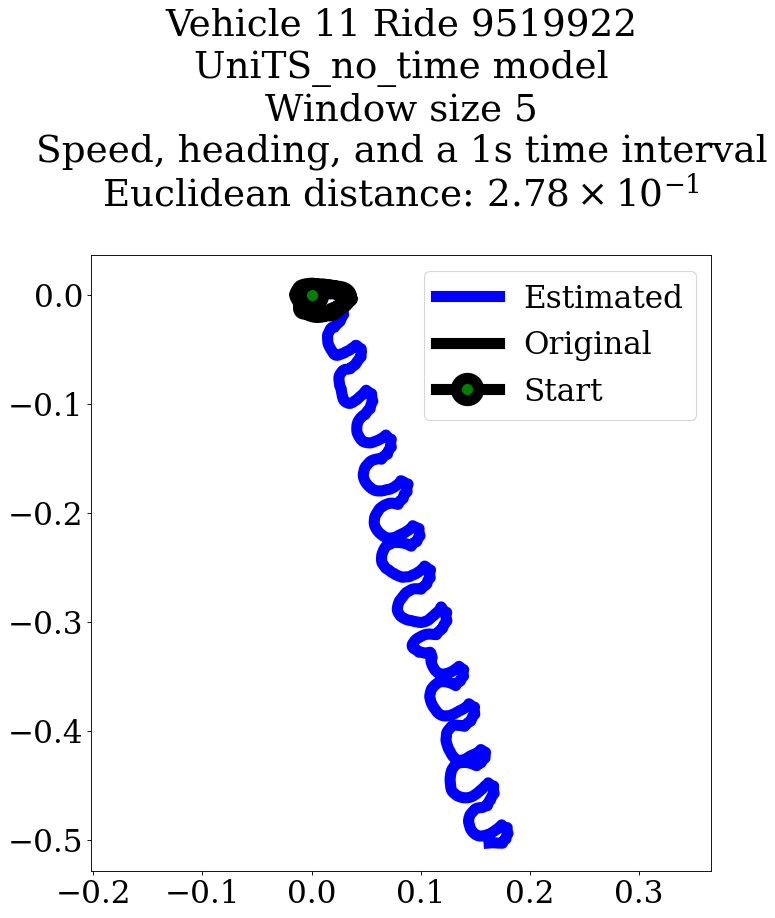 Vehicle 11 Ride 9519922
UniTS_no_time model
Window size 5
Speed, heading, and a 1s time interval
Euclidean distance: 2.78 × 10⁻¹
Estimated
Original
Start
0.0
−0.1
−0.2
−0.3
−0.4
−0.5
−0.2 −0.1 0.0 0.1 0.2 0.3